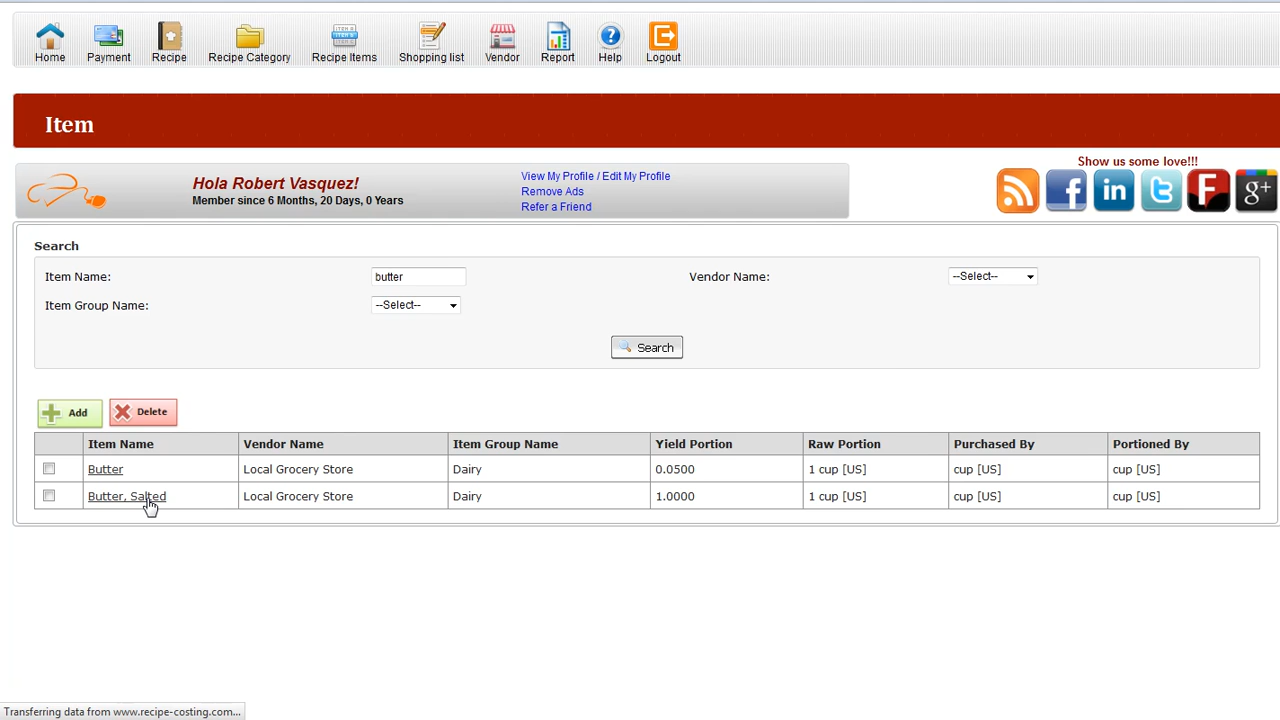 Home Payment Recipe Recipe Category Recipe Items Shopping list Vendor Report Help Logout
Item
Hola Robert Vasquez!
Member since 6 Months, 20 Days, 0 Years
View My Profile / Edit My Profile
Remove Ads
Refer a Friend
Show us some love!!!
f in t F g+
Search
Item Name: butter Vendor Name: --Select--
Item Group Name: --Select--
Search
Add Delete
Item Name Vendor Name Item Group Name Yield Portion Raw Portion Purchased By Portioned By
Butter Local Grocery Store Dairy 0.0500 1 cup [US] cup [US] cup [US]
Butter, Salted Local Grocery Store Dairy 1.0000 1 cup [US] cup [US] cup [US]
Transferring data from www.recipe-costing.com...